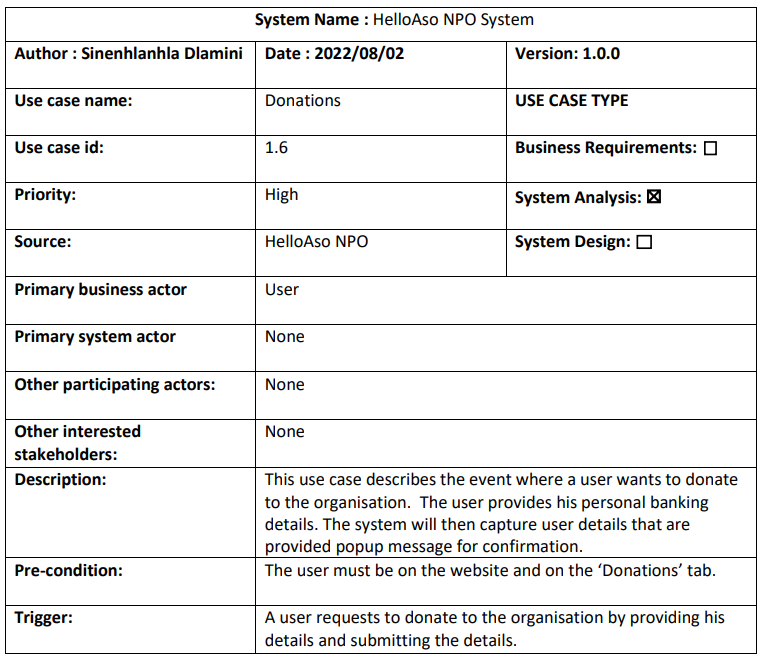 System Name : HelloAso NPO System
Author : Sinenhlanhla Dlamini Date : 2022/08/02 Version: 1.0.0
Use case name: Donations USE CASE TYPE
Use case id: 1.6 Business Requirements: ☐
Priority: High System Analysis: ☒
Source: HelloAso NPO System Design: ☐
Primary business actor User
Primary system actor None
Other participating actors: None
Other interested None
stakeholders:
Description: This use case describes the event where a user wants to donate
to the organisation.  The user provides his personal banking
details. The system will then capture user details that are
provided popup message for confirmation.
Pre-condition: The user must be on the website and on the ‘Donations’ tab.
Trigger: A user requests to donate to the organisation by providing his
details and submitting the details.